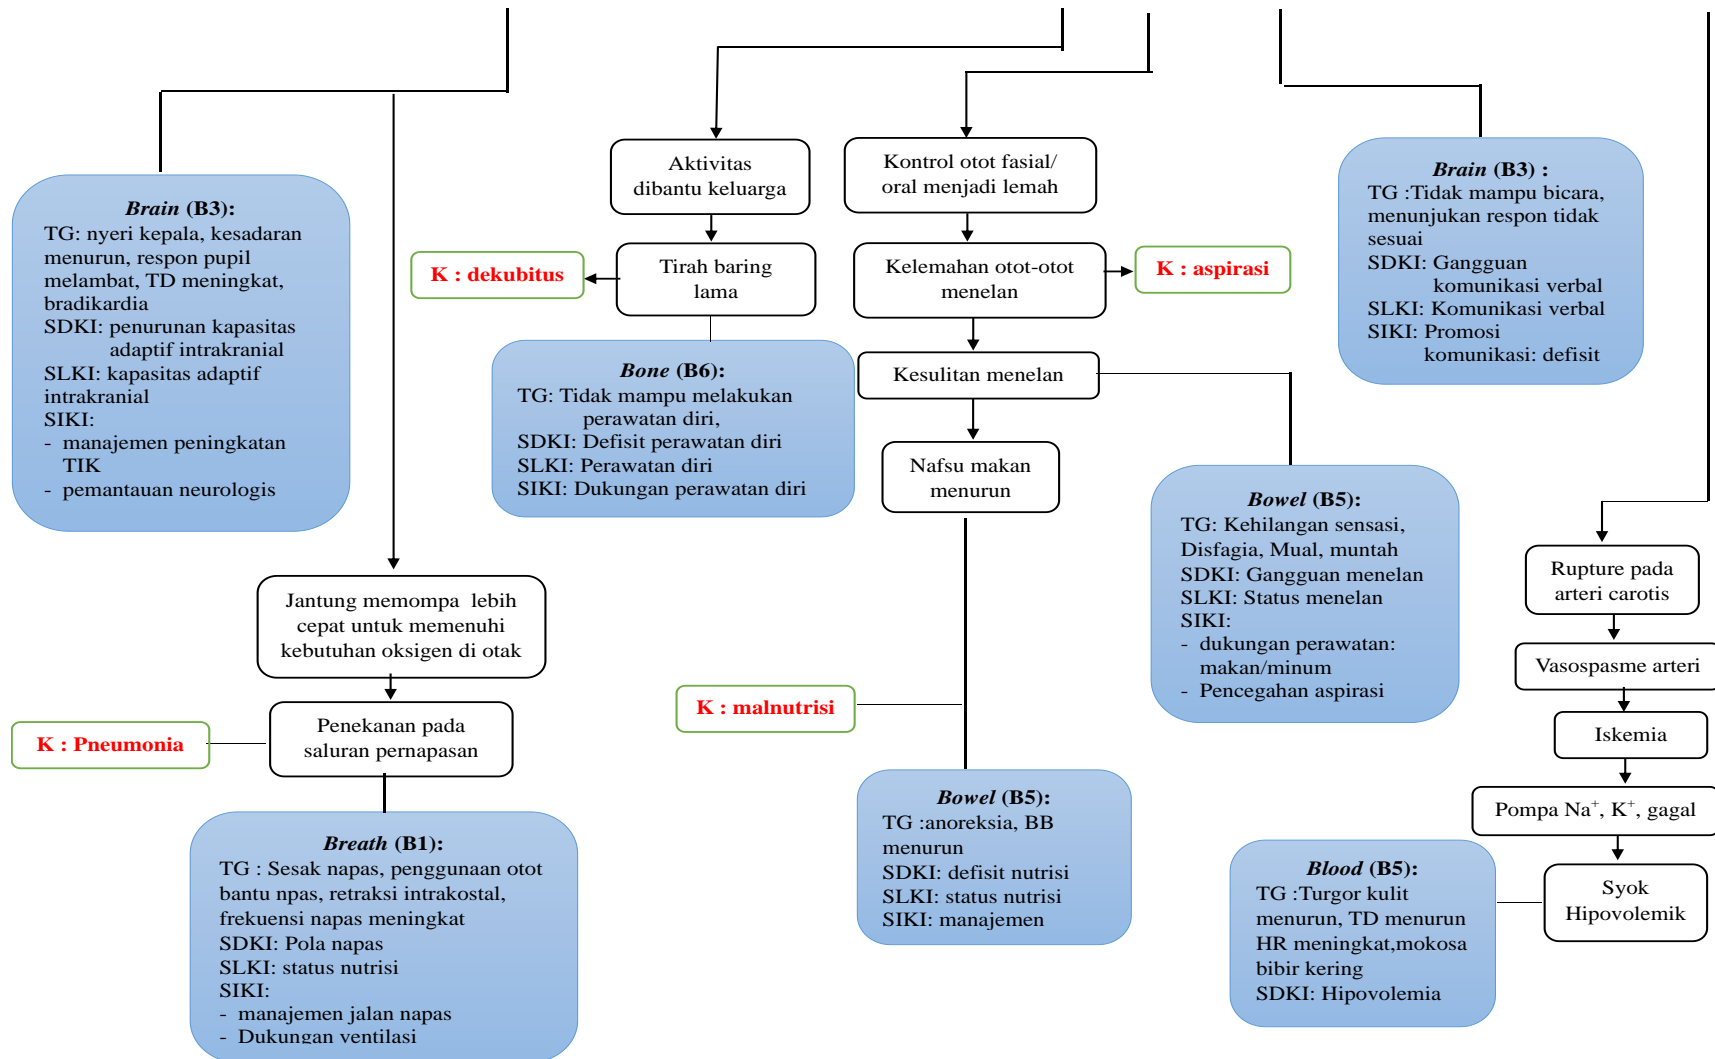 Brain (B3):
TG: nyeri kepala, kesadaran
menurun, respon pupil
melambat, TD meningkat,
bradikardia
SDKI: penurunan kapasitas
adaptif intrakranial
SLKI: kapasitas adaptif
intrakranial
SIKI:
- manajemen peningkatan
TIK
- pemantauan neurologis
Jantung memompa lebih
cepat untuk memenuhi
kebutuhan oksigen di otak
Penekanan pada
saluran pernapasan
K : Pneumonia
Breath (B1):
TG : Sesak napas, penggunaan otot
bantu npas, retraksi intrakostal,
frekuensi napas meningkat
SDKI: Pola napas
SLKI: status nutrisi
SIKI:
- manajemen jalan napas
- Dukungan ventilasi
Aktivitas
dibantu keluarga
Tirah baring
lama
K : dekubitus
Bone (B6):
TG: Tidak mampu melakukan
perawatan diri,
SDKI: Defisit perawatan diri
SLKI: Perawatan diri
SIKI: Dukungan perawatan diri
Kontrol otot fasial/
oral menjadi lemah
Kelemahan otot-otot
menelan
K : aspirasi
Kesulitan menelan
Nafsu makan
menurun
K : malnutrisi
Bowel (B5):
TG :anoreksia, BB
menurun
SDKI: defisit nutrisi
SLKI: status nutrisi
SIKI: manajemen
Bowel (B5):
TG: Kehilangan sensasi,
Disfagia, Mual, muntah
SDKI: Gangguan menelan
SLKI: Status menelan
SIKI:
- dukungan perawatan:
makan/minum
- Pencegahan aspirasi
Brain (B3) :
TG :Tidak mampu bicara,
menunjukan respon tidak
sesuai
SDKI: Gangguan
komunikasi verbal
SLKI: Komunikasi verbal
SIKI: Promosi
komunikasi: defisit
Rupture pada
arteri carotis
Vasospasme arteri
Iskemia
Pompa Na⁺, K⁺, gagal
Syok
Hipovolemik
Blood (B5):
TG :Turgor kulit
menurun, TD menurun
HR meningkat,mokosa
bibir kering
SDKI: Hipovolemia